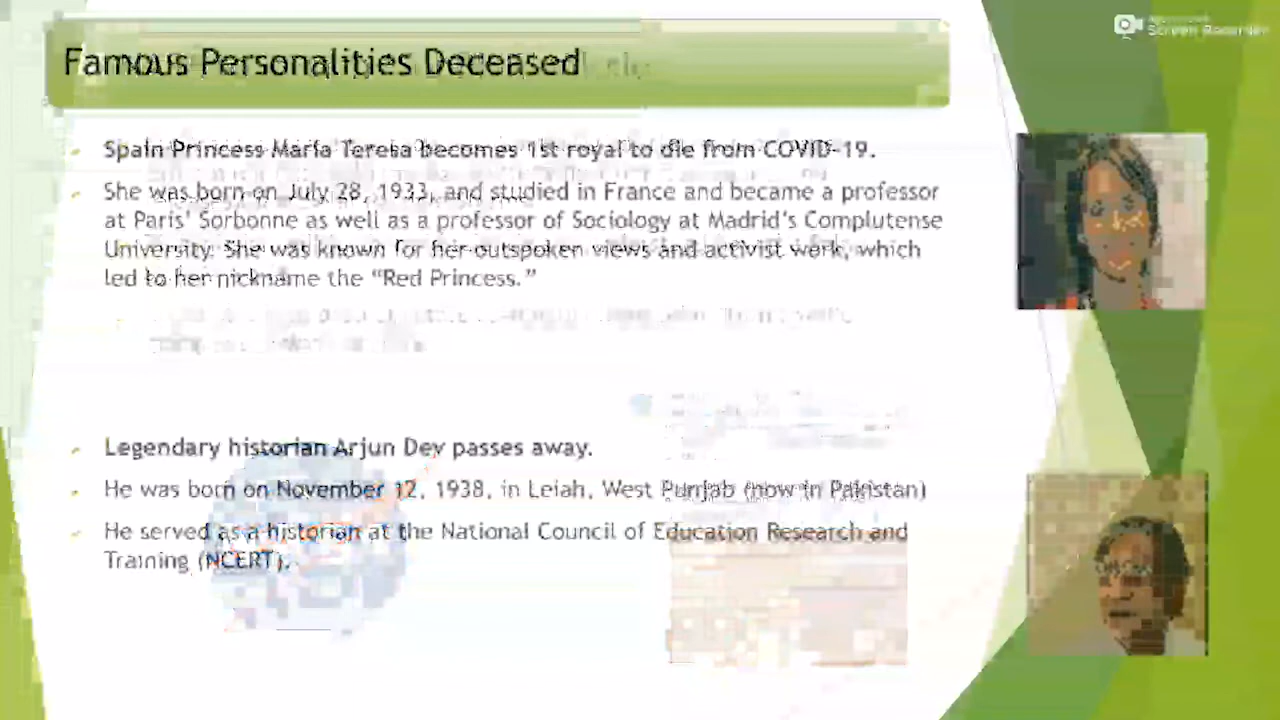 Famous Personalities Deceased
Screen Recorder
Spain Princess Maria Teresa becomes 1st royal to die from COVID-19.
She was born on July 28, 1933, and studied in France and became a professor
at Paris' Sorbonne as well as a professor of Sociology at Madrid's Complutense
University. She was known for her outspoken views and activist work, which
led to her nickname the “Red Princess.”
Legendary historian Arjun Dev passes away.
He was born on November 12, 1938, in Leiah, West Punjab (now in Pakistan)
He served as a historian at the National Council of Education Research and
Training (NCERT).